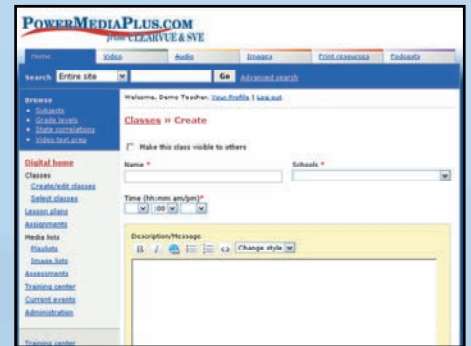 POWERMEDIAPLUS.COM
from CLEARVUE & SVE
Home Video Audio Images Print resources Podcasts
Search Entire site Go Advanced search
Browse
• Subjects
• Grade levels
• State correlations
• Video test prep
Digital home
Classes
Create/edit classes
Select classes
Lesson plans
Assignments
Media lists
Playlists
Image lists
Assessments
Training center
Current events
Administration
Training center
Welcome, Demo Teacher. Your Profile | Log out
Classes » Create
Make this class visible to others
Name * Schools *
Time (hh:mm am/pm)*
:00
Description/Message
B I Change style